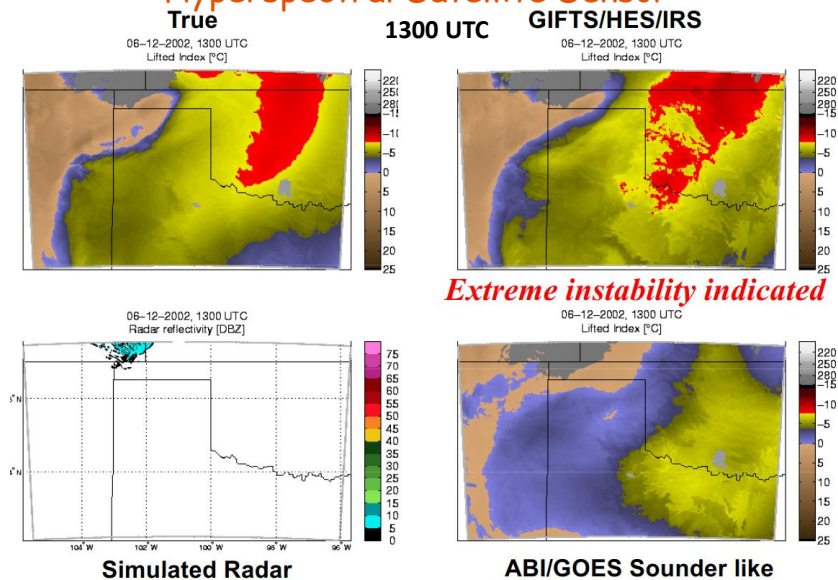 Hyperspectral Satellite Sensor
True
1300 UTC
GIFTS/HES/IRS
06–12–2002, 1300 UTC
Lifted Index [°C]
220
250
280
–15
–10
–5
0
5
10
15
20
25
06–12–2002, 1300 UTC
Lifted Index [°C]
220
250
280
–15
–10
–5
0
5
10
15
20
25
Extreme instability indicated
06–12–2002, 1300 UTC
Radar reflectivity [DBZ]
75
70
65
60
55
50
45
40
35
30
25
20
15
10
5
0
104°W
102°W
100°W
98°W
96°W
Simulated Radar
06–12–2002, 1300 UTC
Lifted Index [°C]
220
250
280
–15
–10
–5
0
5
10
15
20
25
ABI/GOES Sounder like